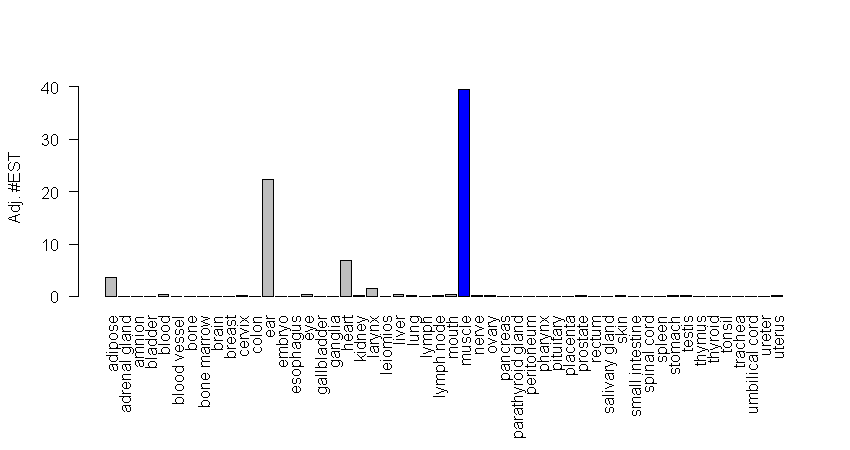 Adj. #EST
40
30
20
10
0
adipose
adrenal gland
amnion
bladder
blood
blood vessel
bone
bone marrow
brain
breast
cervix
colon
ear
embryo
esophagus
eye
gallbladder
ganglia
heart
kidney
larynx
leiomios
liver
lung
lymph
lymph node
mouth
muscle
nerve
ovary
pancreas
parathyroid gland
peritoneum
pharynx
pituitary
placenta
prostate
rectum
salivary gland
skin
small intestine
spinal cord
spleen
stomach
testis
thymus
thyroid
tonsil
trachea
umbilical cord
ureter
uterus